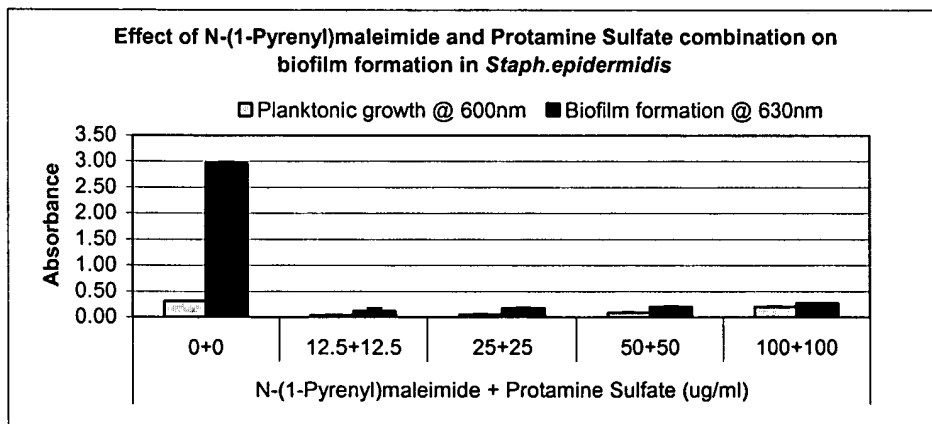 Effect of N-(1-Pyrenyl)maleimide and Protamine Sulfate combination on
biofilm formation in Staph.epidermidis
Planktonic growth @ 600nm Biofilm formation @ 630nm
3.50
3.00
2.50
2.00
1.50
1.00
0.50
0.00
Absorbance
0+0 12.5+12.5 25+25 50+50 100+100
N-(1-Pyrenyl)maleimide + Protamine Sulfate (ug/ml)